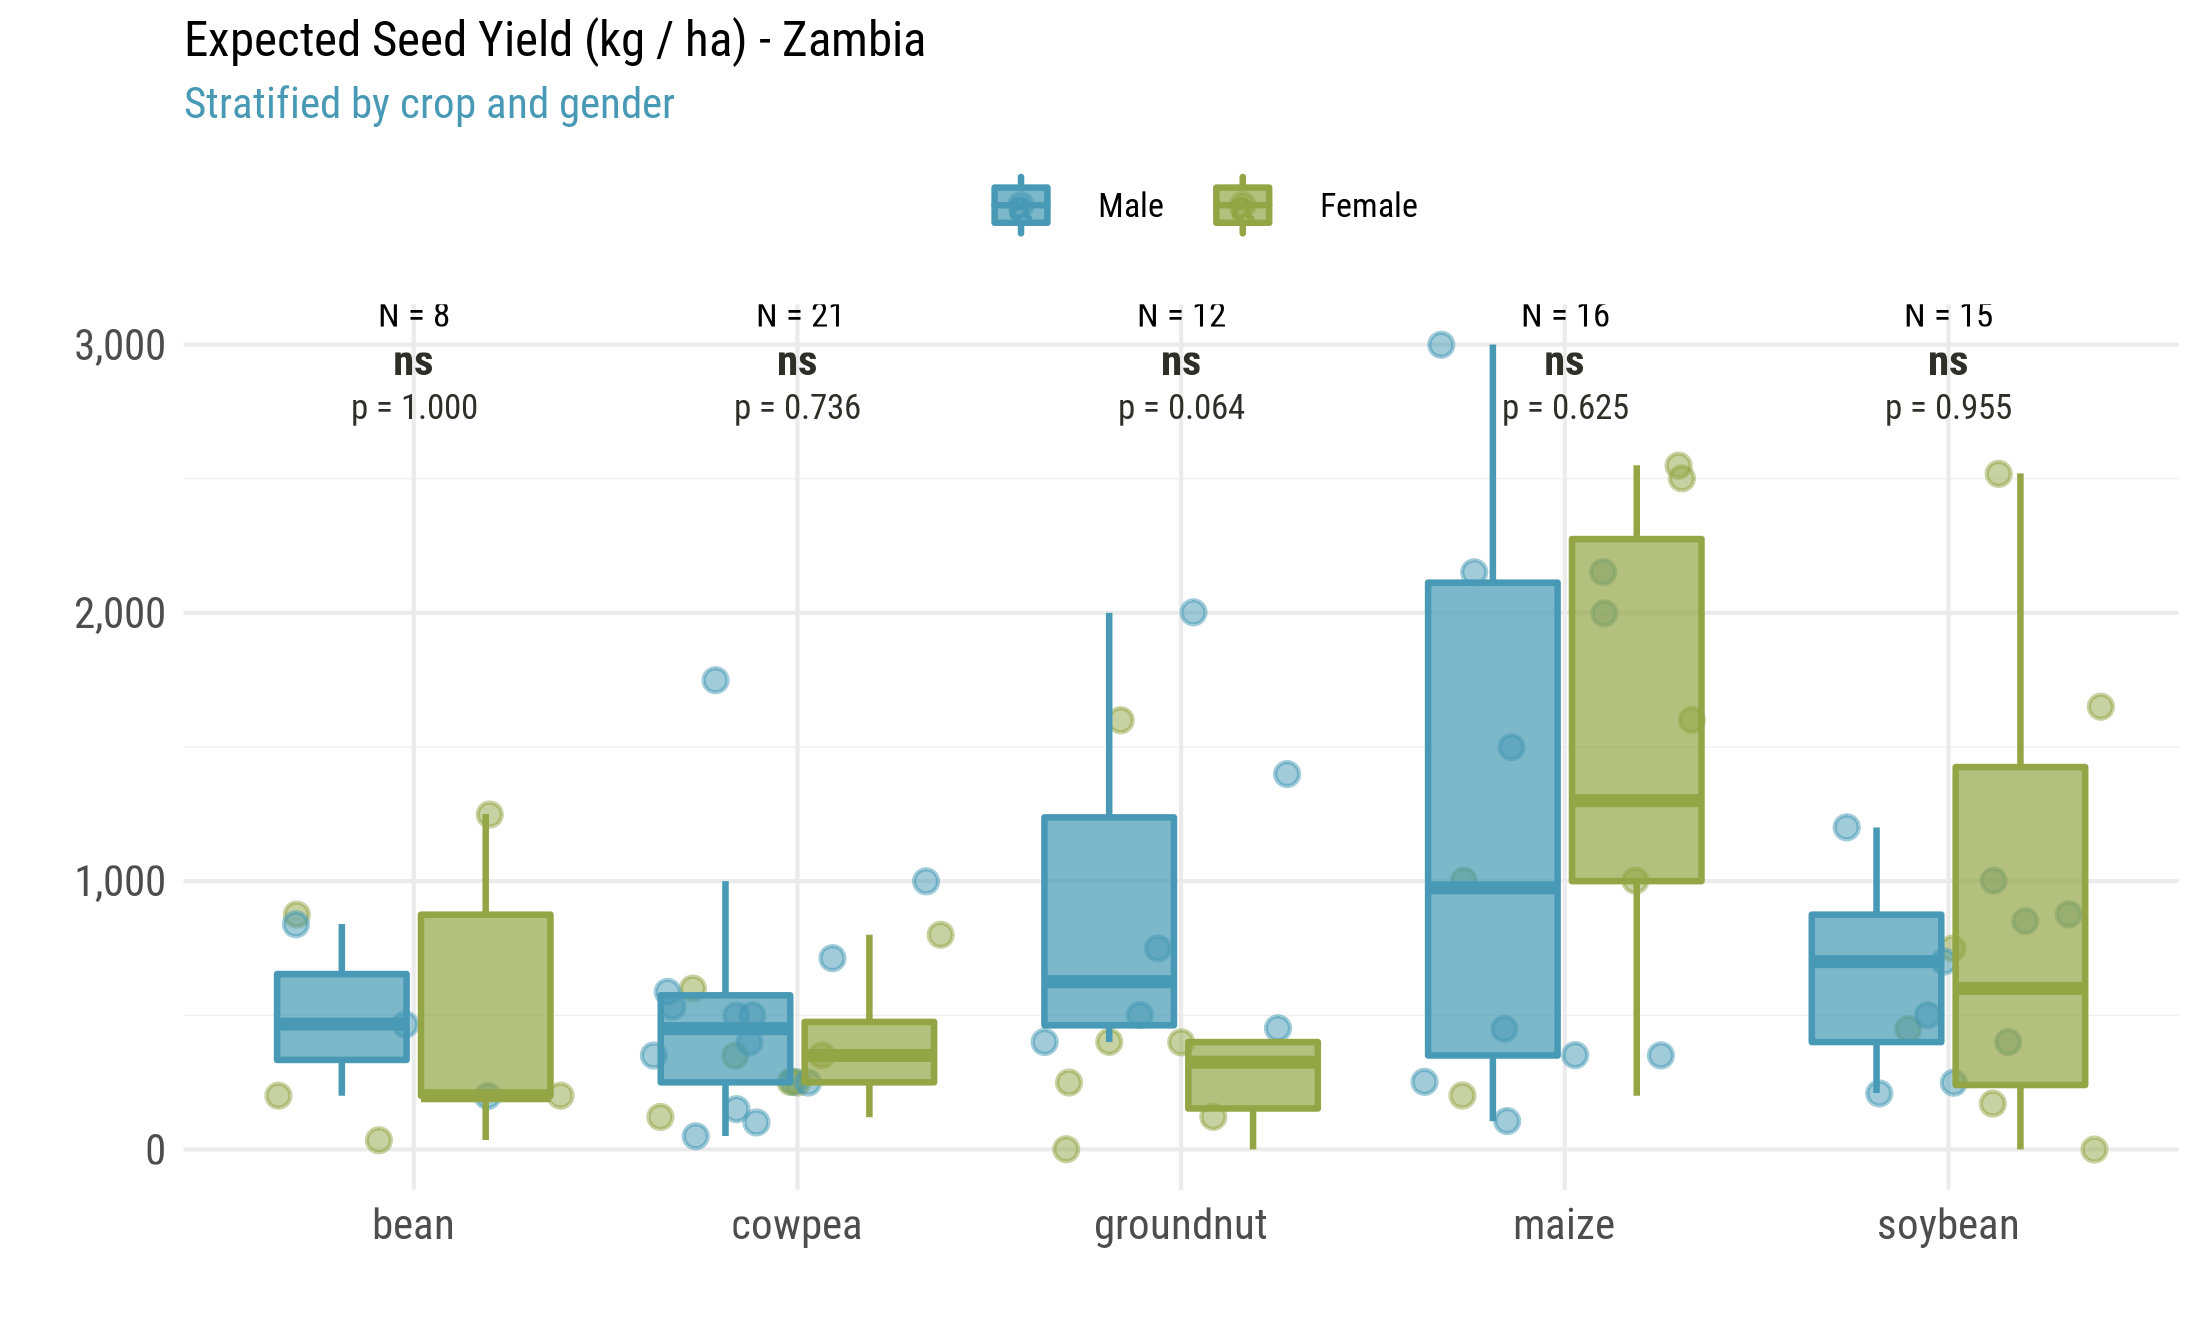 Expected Seed Yield (kg / ha) - Zambia
Stratified by crop and gender
Male Female
N = 8 N = 21 N = 12 N = 16 N = 15
3,000
ns ns ns ns ns
p = 1.000 p = 0.736 p = 0.064 p = 0.625 p = 0.955
2,000
1,000
0
bean cowpea groundnut maize soybean